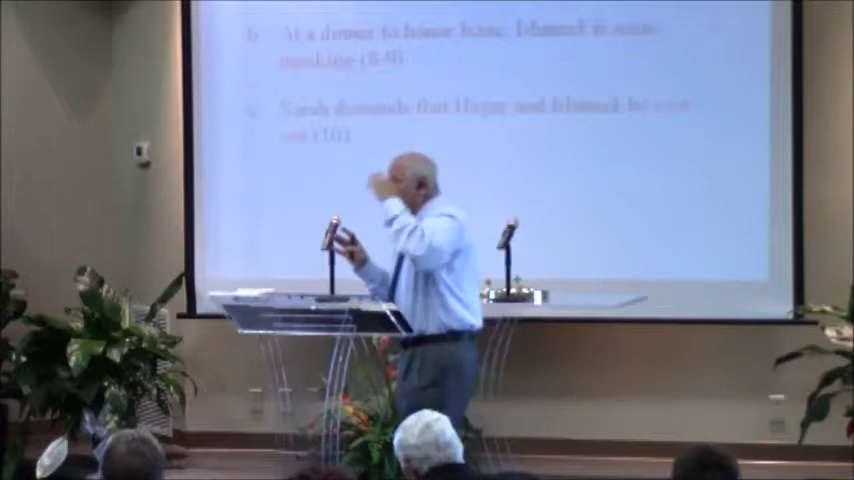 b. At a dinner to honor Isaac, Ishmael is seen
mocking (8-9)
c. Sarah demands that Hagar and Ishmael be cast
out (10)